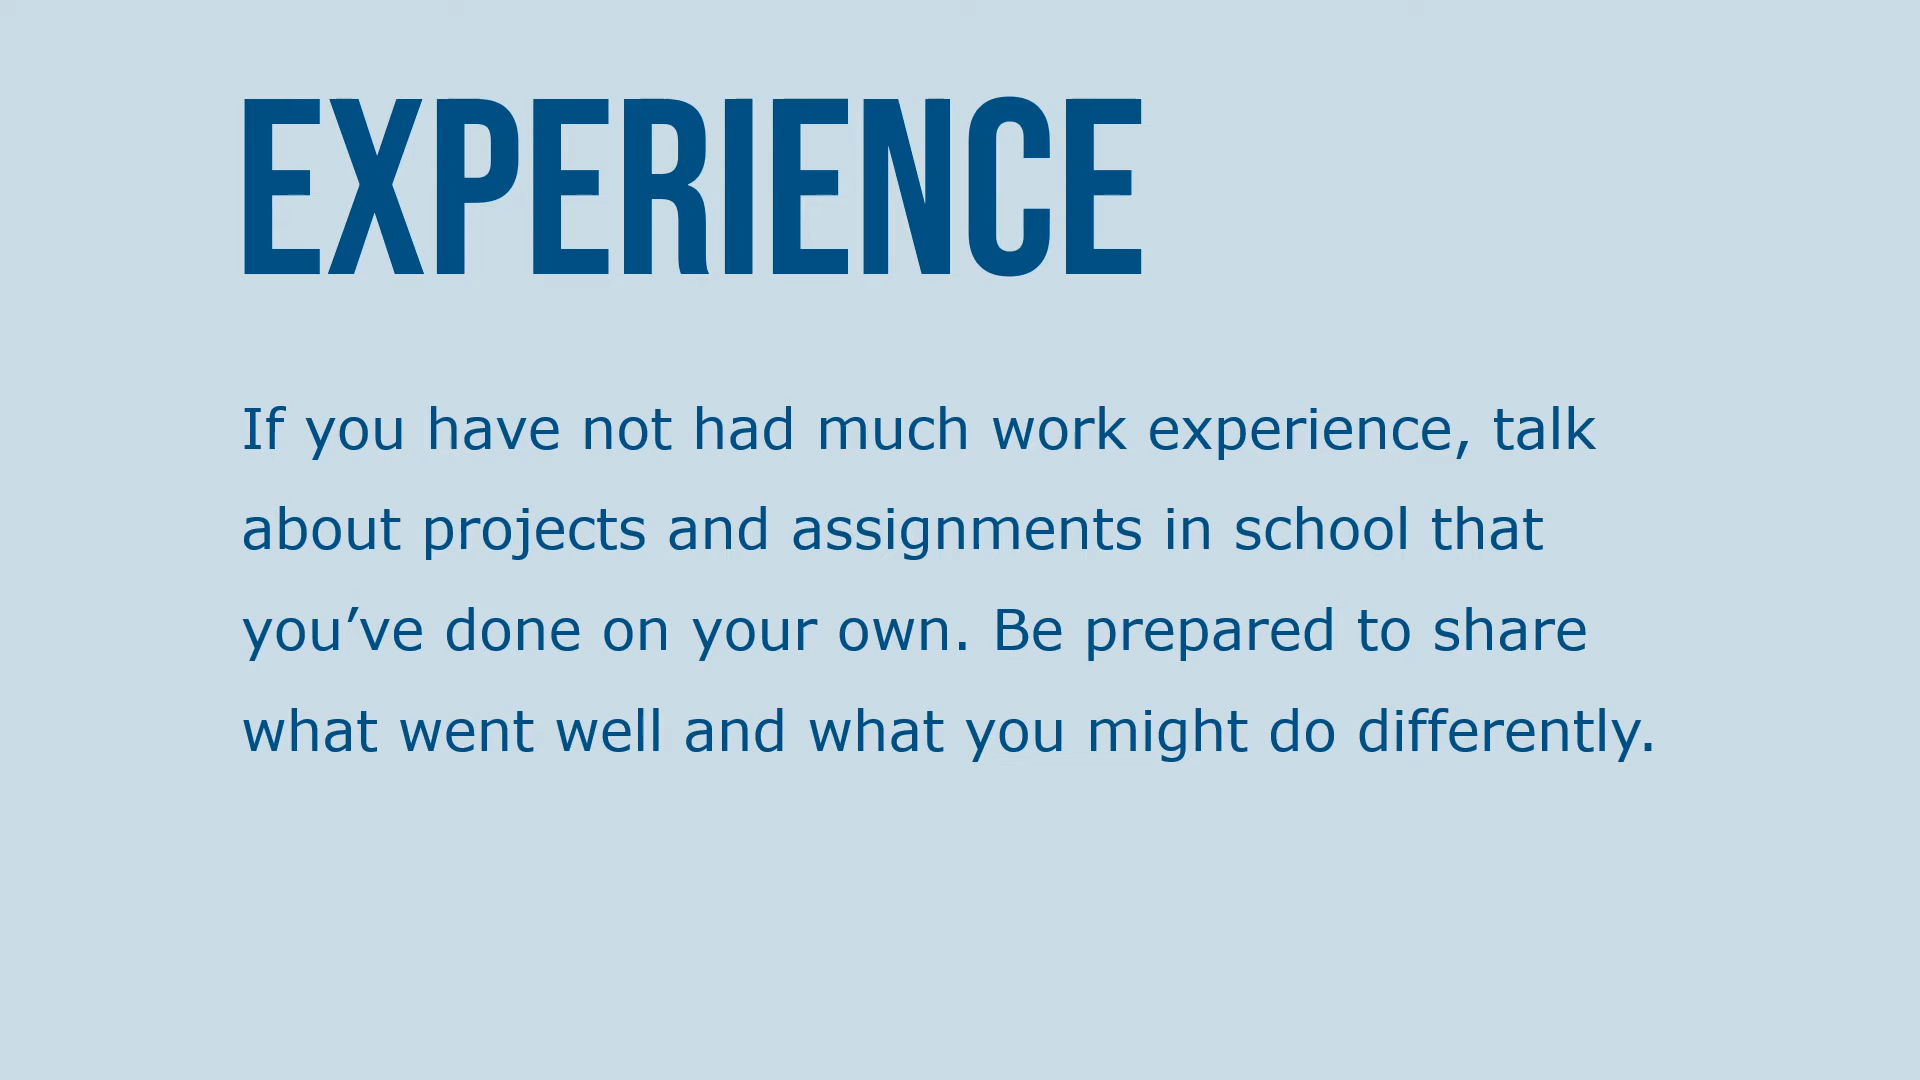 EXPERIENCE
If you have not had much work experience, talk
about projects and assignments in school that
you’ve done on your own. Be prepared to share
what went well and what you might do differently.